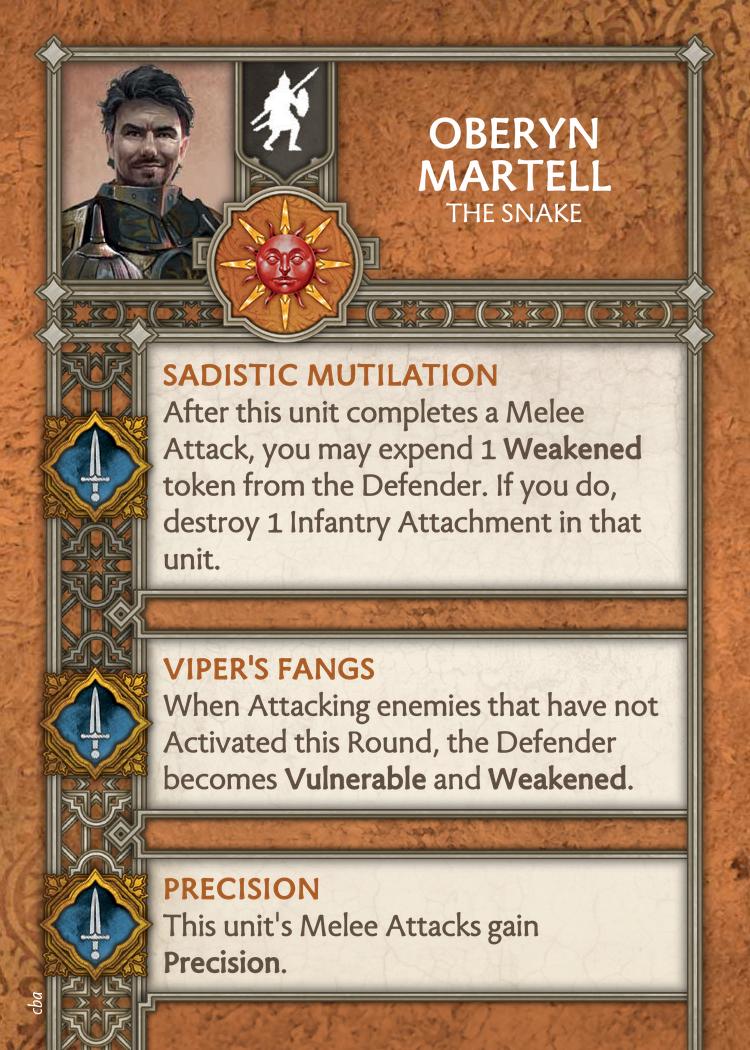 OBERYN
MARTELL
THE SNAKE
SADISTIC MUTILATION
After this unit completes a Melee
Attack, you may expend 1 Weakened
token from the Defender. If you do,
destroy 1 Infantry Attachment in that
unit.
VIPER'S FANGS
When Attacking enemies that have not
Activated this Round, the Defender
becomes Vulnerable and Weakened.
PRECISION
This unit's Melee Attacks gain
Precision.
cba